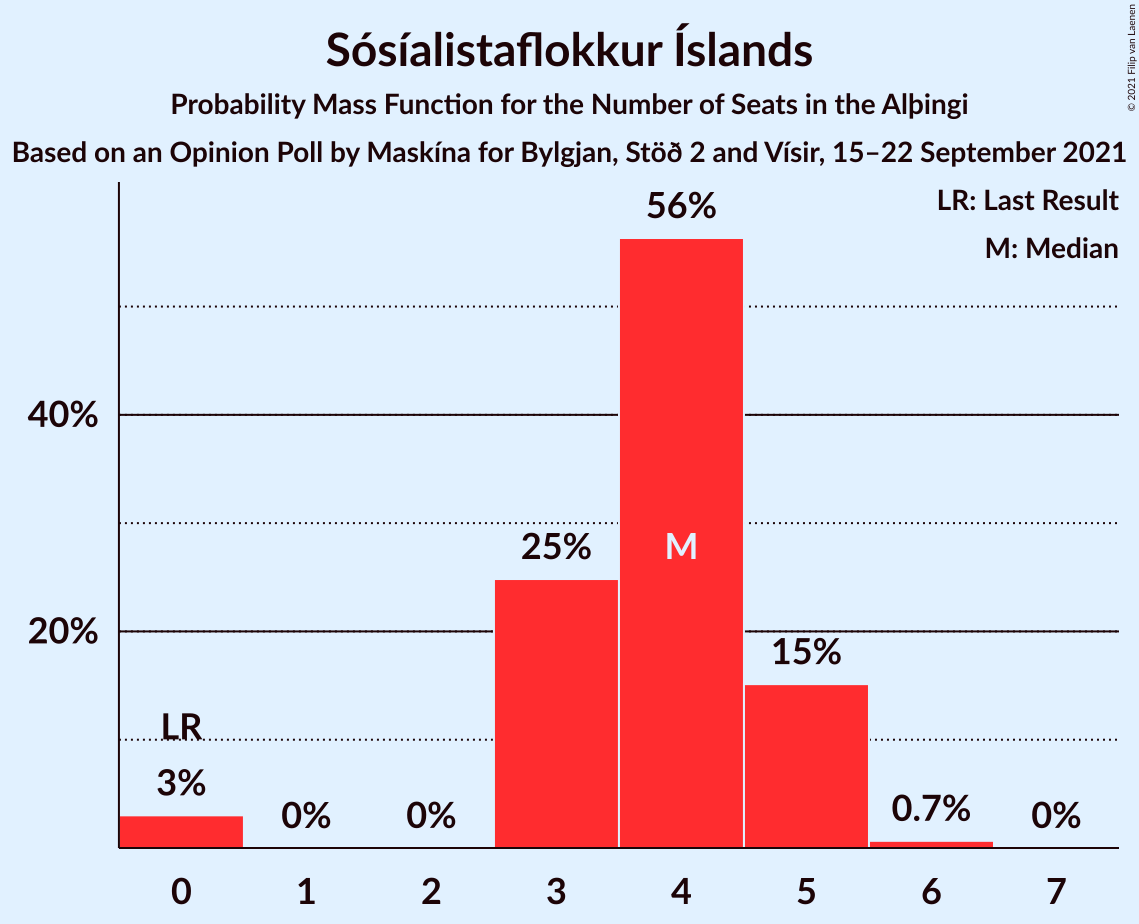 Sósíalistaflokkur Íslands
Probability Mass Function for the Number of Seats in the Alþingi
Based on an Opinion Poll by Maskína for Bylgjan, Stöð 2 and Vísir, 15–22 September 2021
© 2021 Filip van Laenen
LR: Last Result
M: Median
56%
40%
25%
M
20%
15%
LR
3%
0%
0%
0.7%
0%
0 1 2 3 4 5 6 7